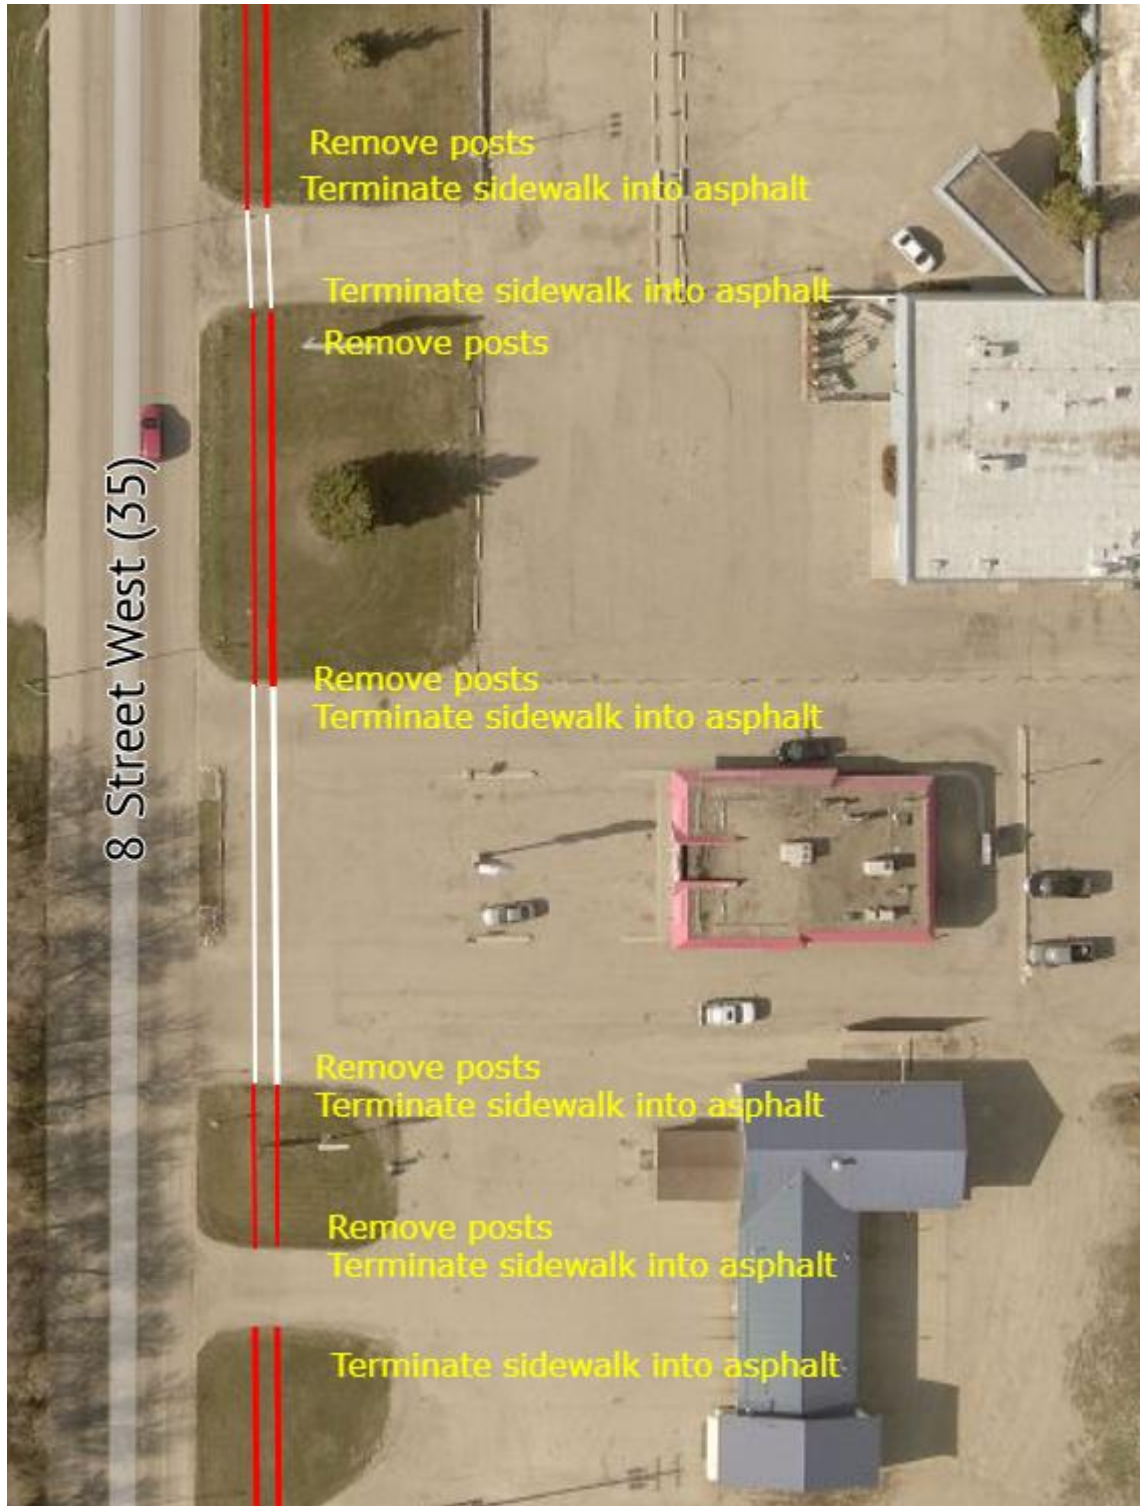 Remove posts
Terminate sidewalk into asphalt
Terminate sidewalk into asphalt
Remove posts
8 Street West (35)
Remove posts
Terminate sidewalk into asphalt
Remove posts
Terminate sidewalk into asphalt
Remove posts
Terminate sidewalk into asphalt
Terminate sidewalk into asphalt